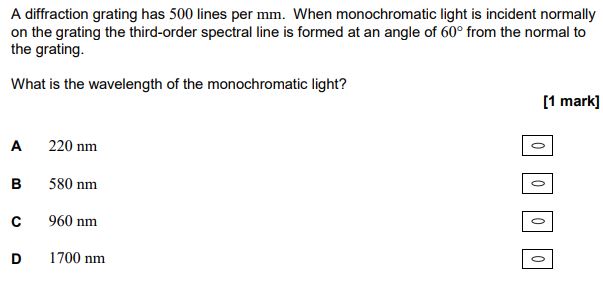 A diffraction grating has 500 lines per mm. When monochromatic light is incident normally
on the grating the third-order spectral line is formed at an angle of 60° from the normal to
the grating.
What is the wavelength of the monochromatic light?
[1 mark]
A 220 nm
B 580 nm
C 960 nm
D 1700 nm